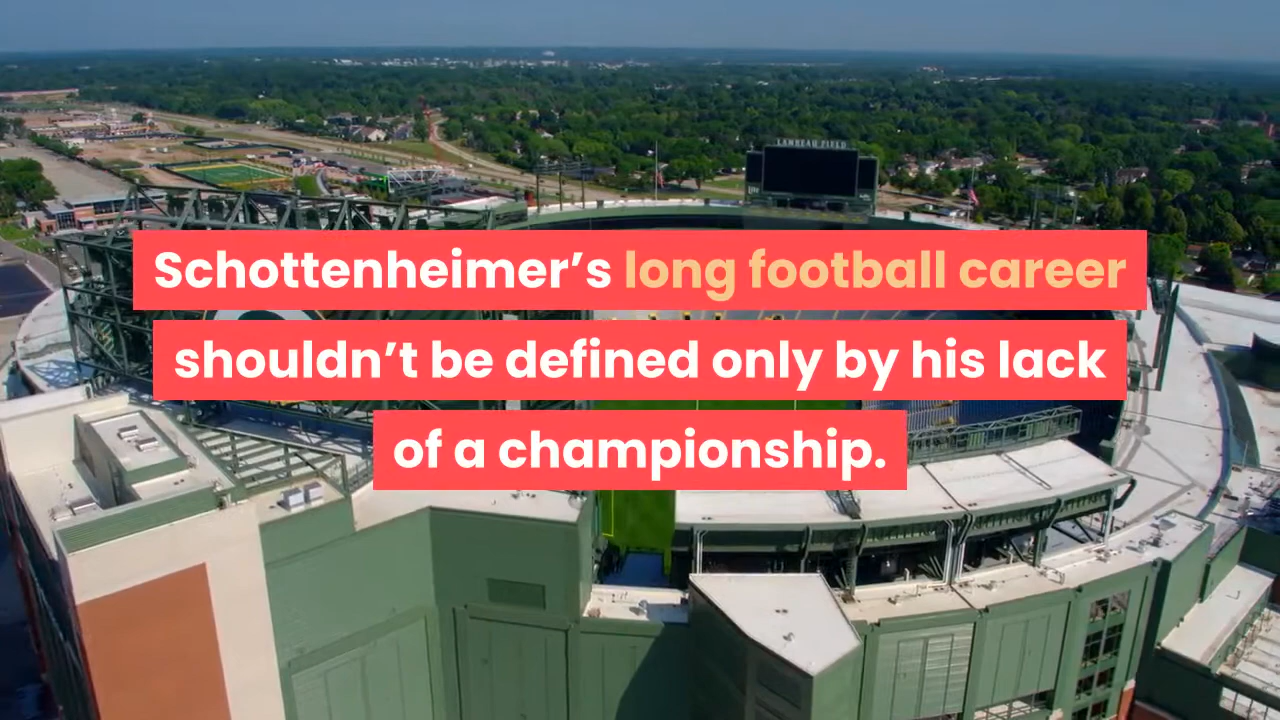 LAMBEAU FIELD
Schottenheimer’s long football career
shouldn’t be defined only by his lack
of a championship.